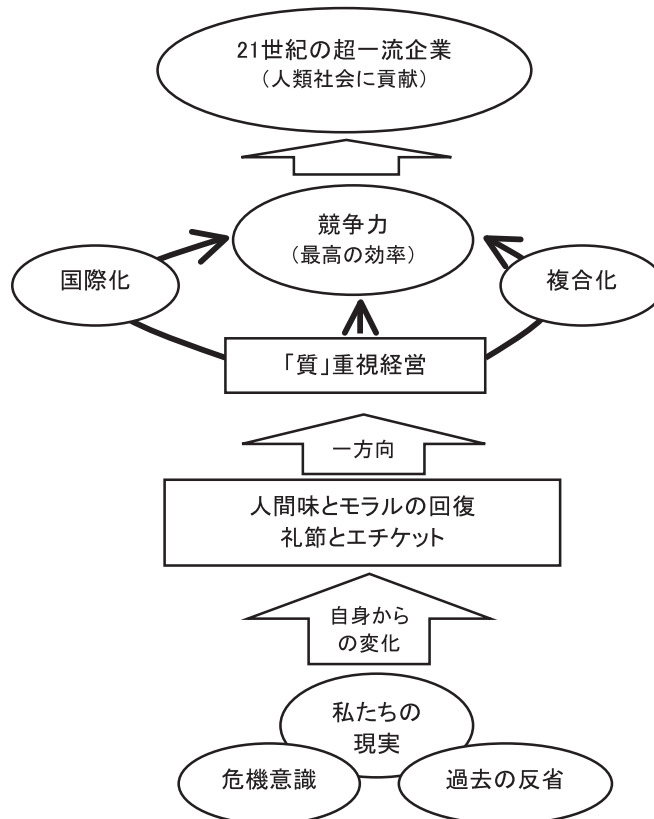 21世紀の超一流企業
(人類社会に貢献)
競争力
(最高の効率)
国際化
複合化
「質」重視経営
一方向
人間味とモラルの回復
礼節とエチケット
自身から
の変化
私たちの
現実
危機意識
過去の反省